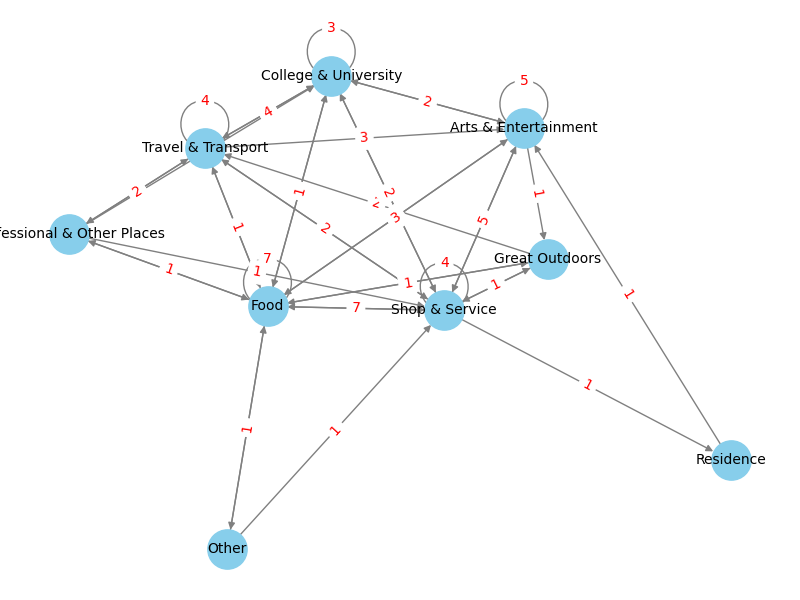 3
College & University
5
4
4
2
Arts & Entertainment
3
Travel & Transport
2
1
2
1
2
3
5
fessional & Other Places
1
2
Great Outdoors
1
7
1
4
1
1
Food
7
Shop & Service
1
1
1
1
Residence
Other